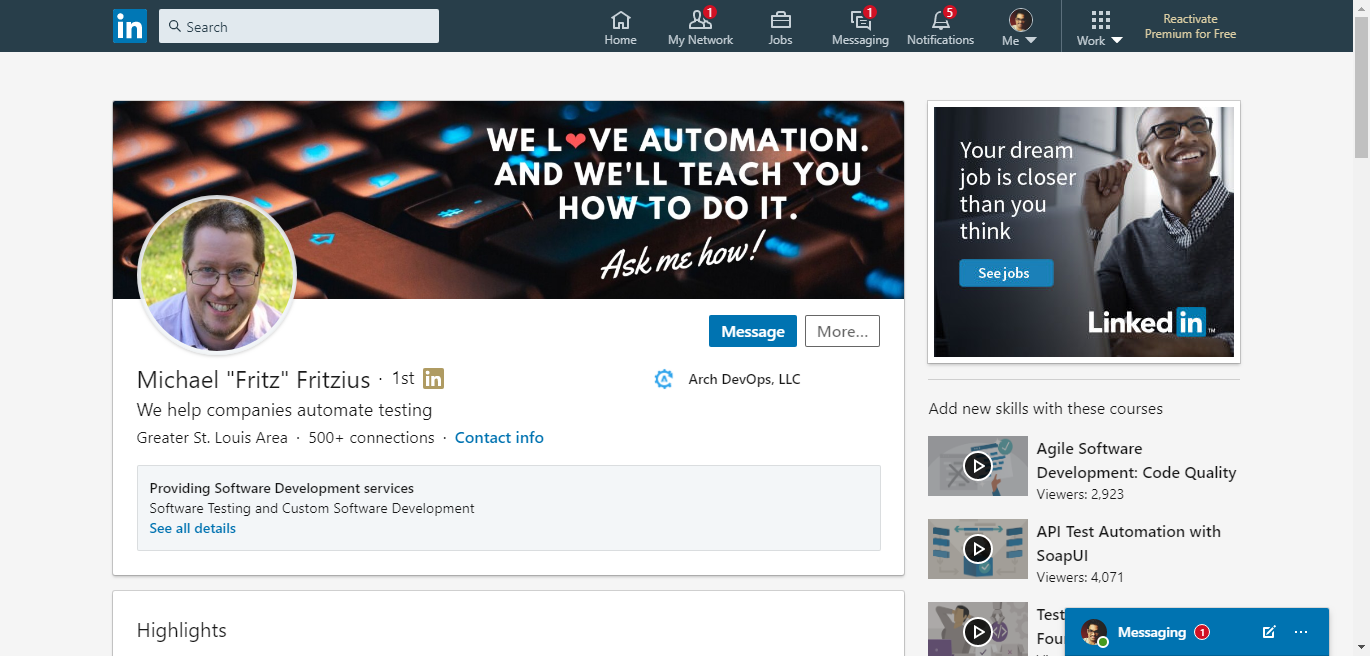 in
Search
1
1
5
Home
My Network
Jobs
Messaging
Notifications
Me
Work
Reactivate
Premium for Free
WE L❤VE AUTOMATION.
AND WE'LL TEACH YOU
HOW TO DO IT.
Ask me how!
Message
More...
Michael "Fritz" Fritzius · 1st in
Arch DevOps, LLC
We help companies automate testing
Greater St. Louis Area · 500+ connections · Contact info
Providing Software Development services
Software Testing and Custom Software Development
See all details
Highlights
Your dream
job is closer
than you
think
See jobs
Linked in ™
Add new skills with these courses
Agile Software
Development: Code Quality
Viewers: 2,923
API Test Automation with
SoapUI
Viewers: 4,071
Messaging 1 ...